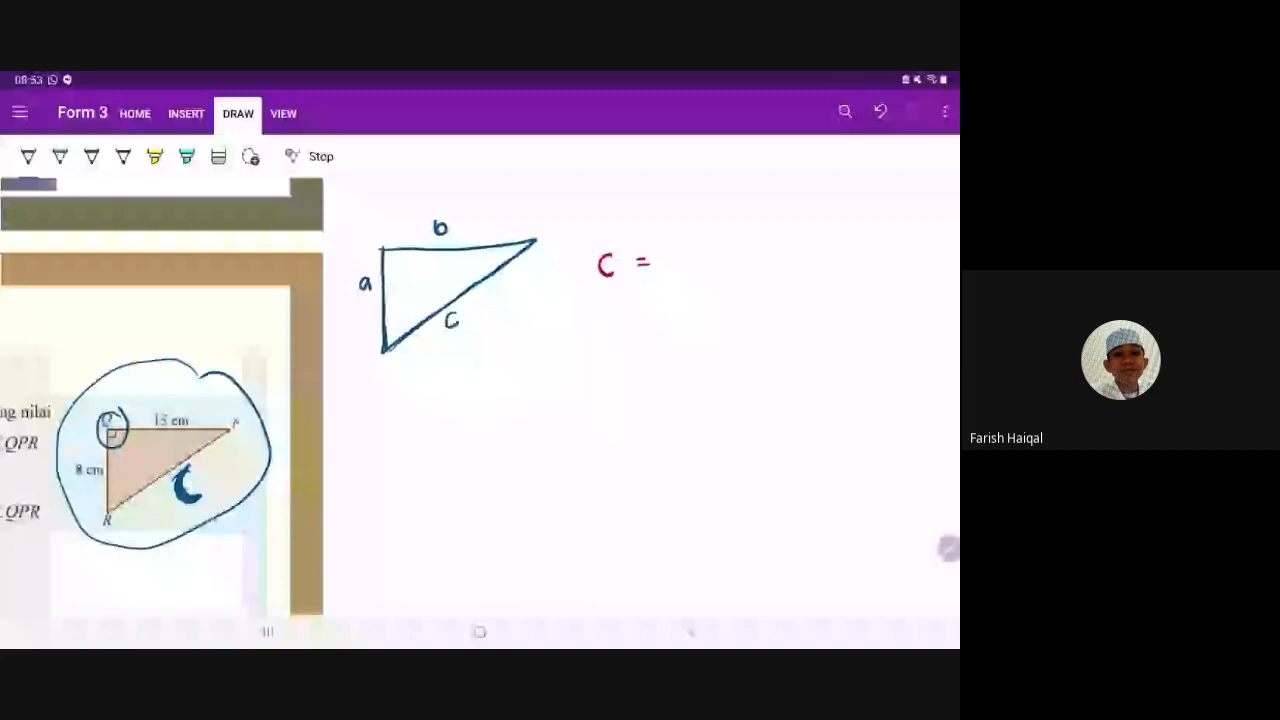 08:53
Form 3 HOME INSERT DRAW VIEW
Stop
b
a
c
C =
ng nilai
QPR
Q 15 cm P
8 cm
C
R
QPR
Farish Haiqal